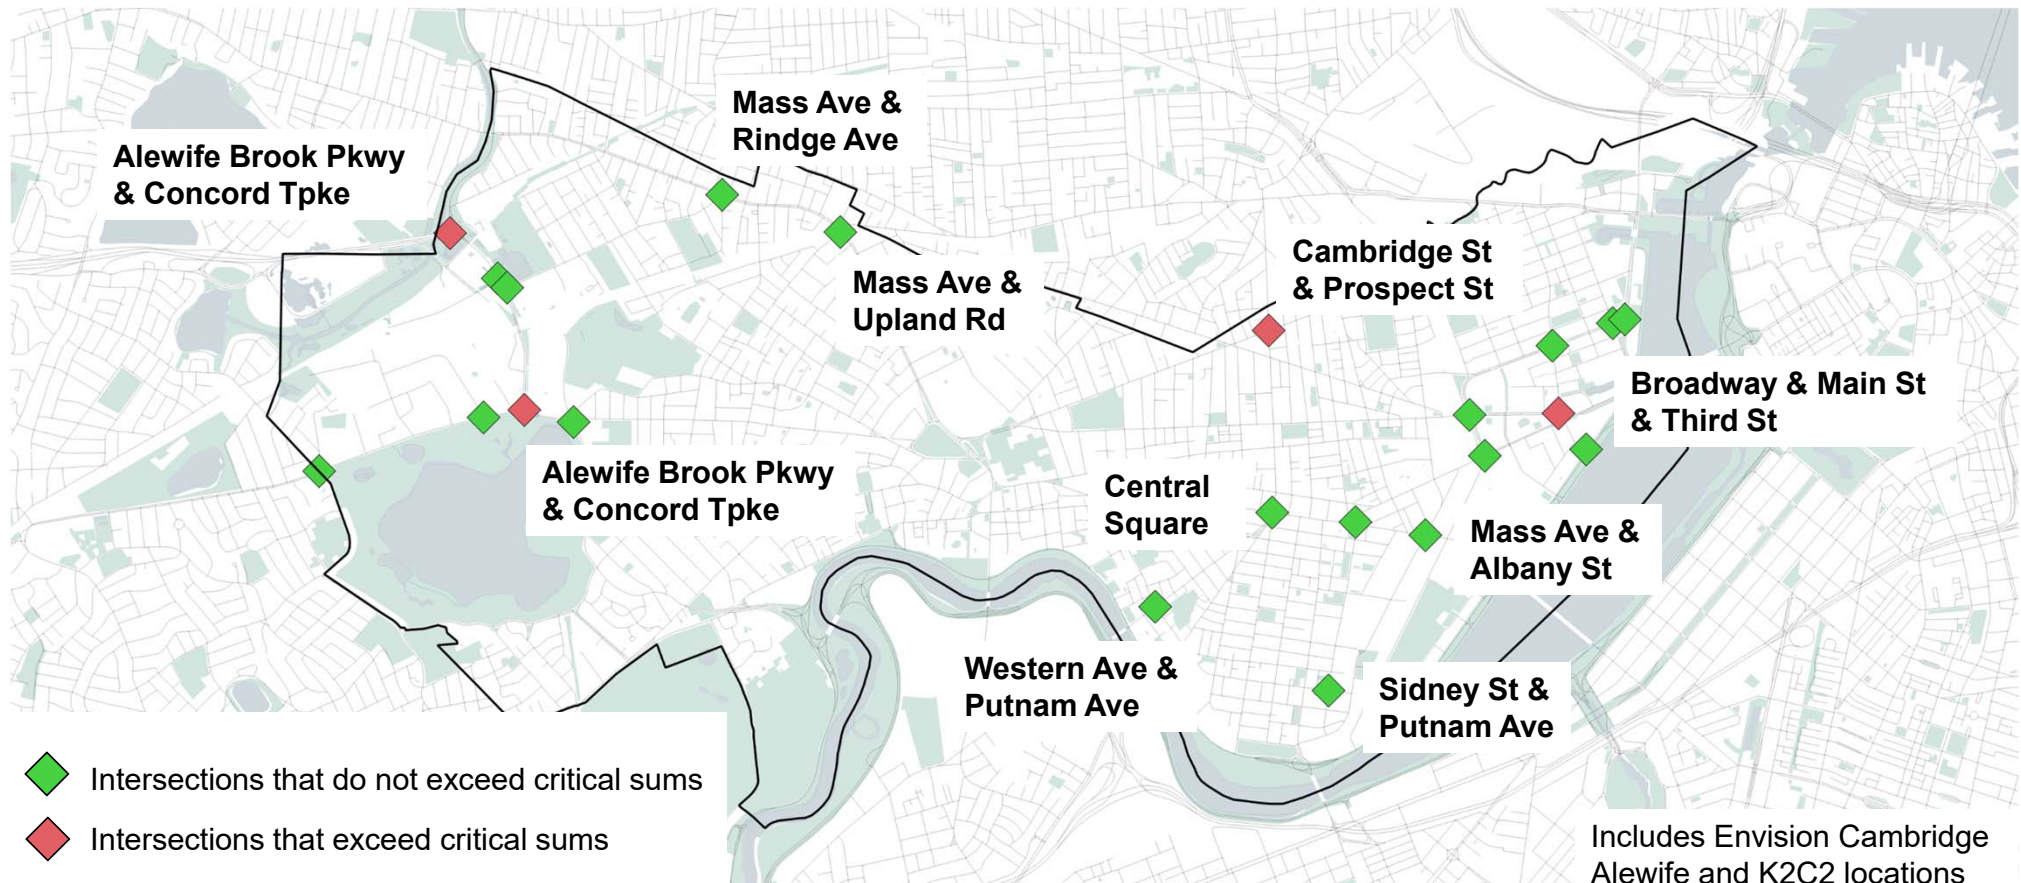 Mass Ave &
Rindge Ave
Alewife Brook Pkwy
& Concord Tpke
Cambridge St
& Prospect St
Mass Ave &
Upland Rd
Broadway & Main St
& Third St
Alewife Brook Pkwy
& Concord Tpke
Central
Square
Mass Ave &
Albany St
Western Ave &
Putnam Ave
Sidney St &
Putnam Ave
Intersections that do not exceed critical sums
Intersections that exceed critical sums
Includes Envision Cambridge
Alewife and K2C2 locations